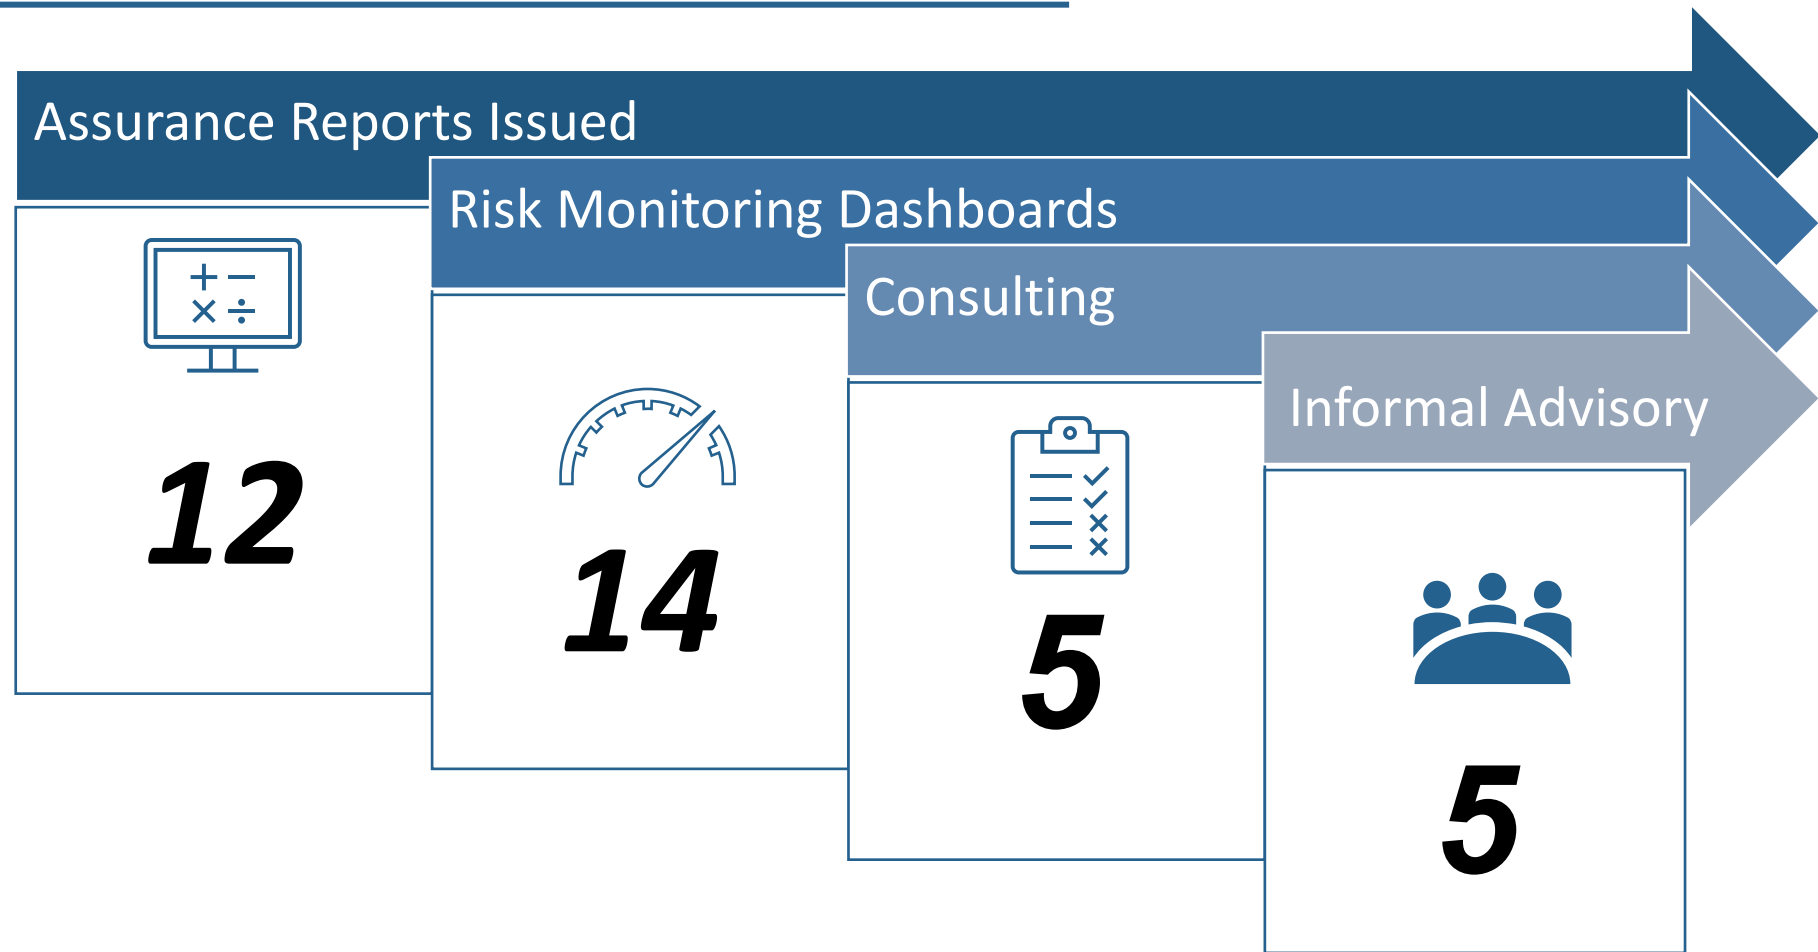 Assurance Reports Issued
Risk Monitoring Dashboards
Consulting
Informal Advisory
12
14
5
5